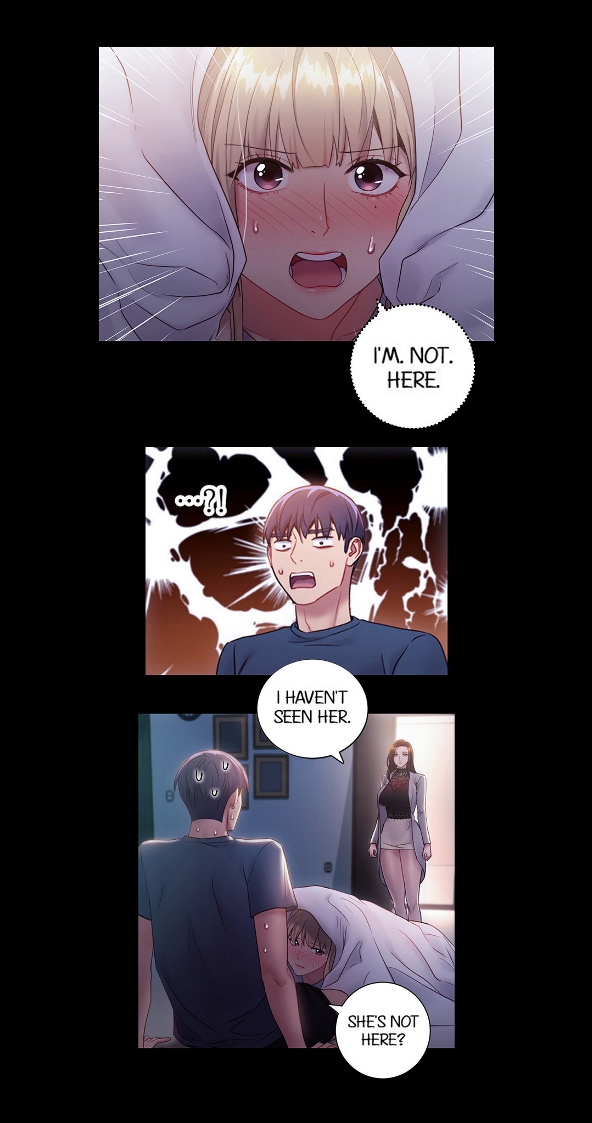 I'M. NOT.
HERE.
...?!
I HAVEN'T
SEEN HER.
SHE'S NOT
HERE?